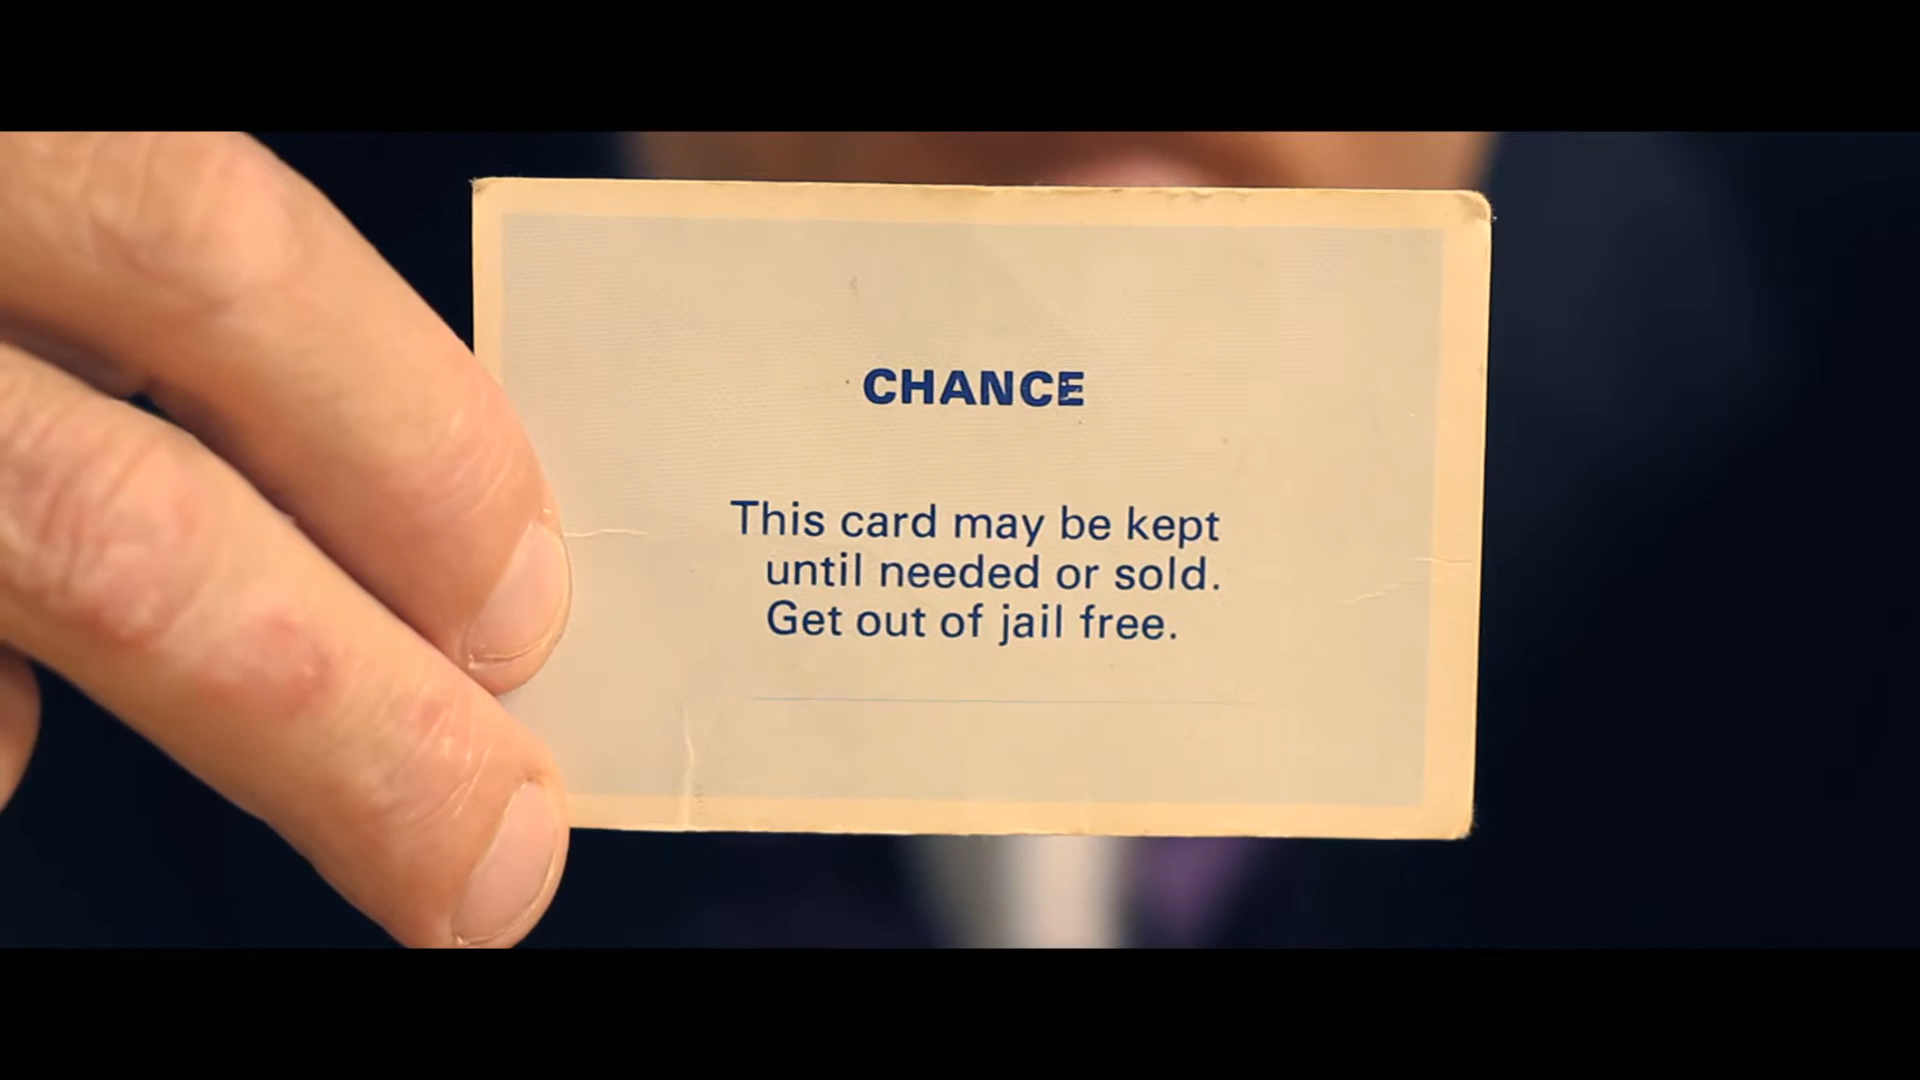 CHANCE
This card may be kept
until needed or sold.
Get out of jail free.